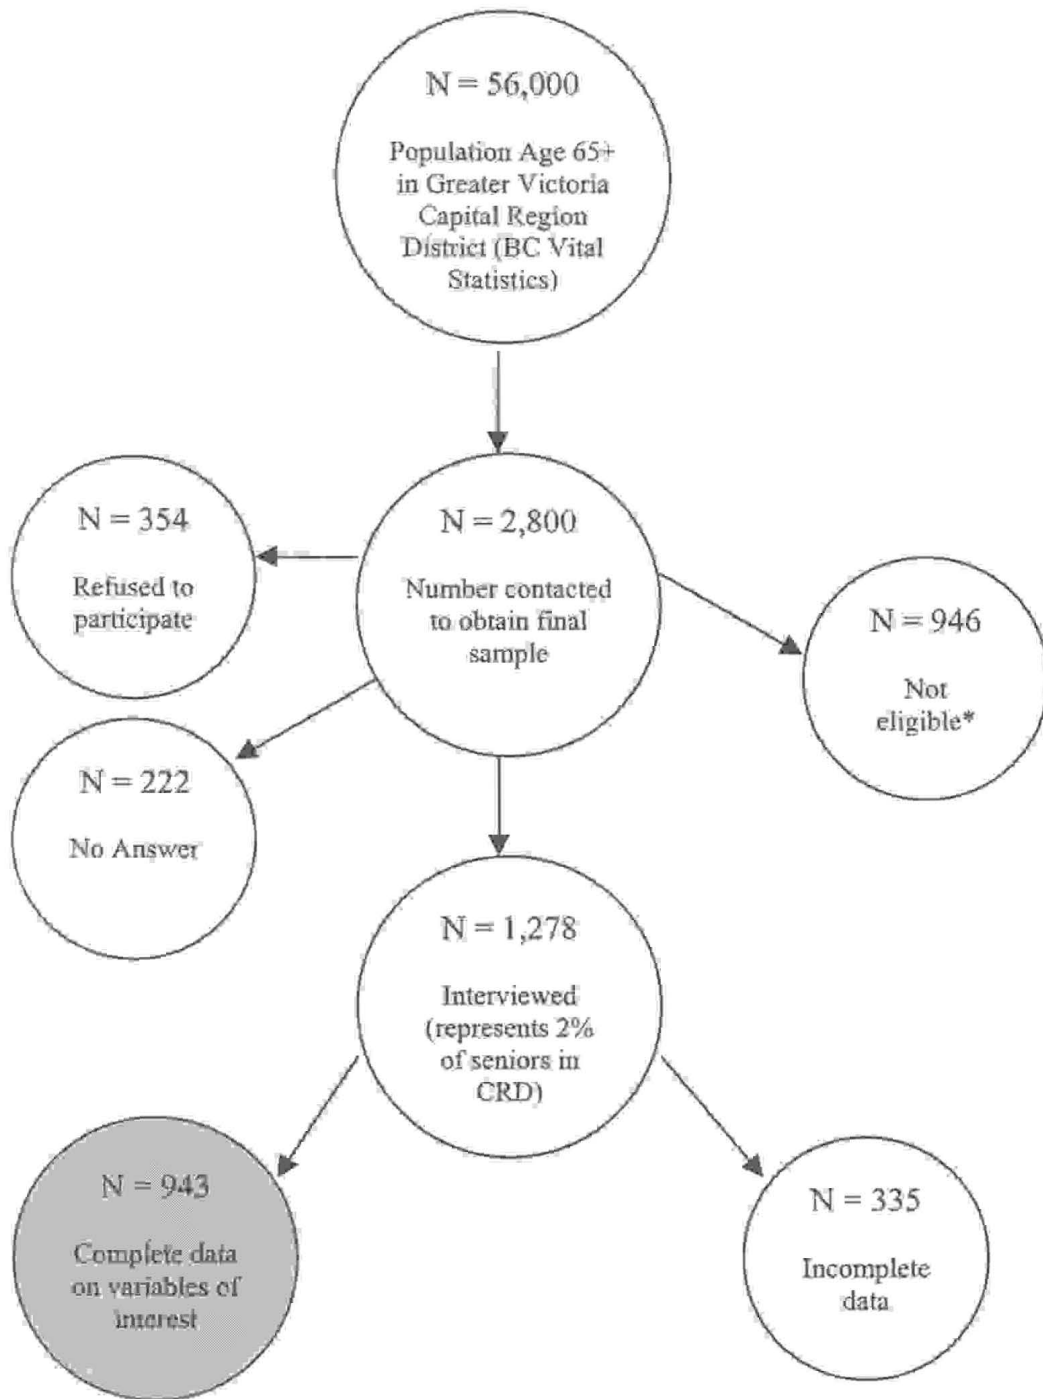 N = 56,000
Population Age 65+
in Greater Victoria
Capital Region
District (BC Vital
Statistics)
N = 354
Refused to
participate
N = 2,800
Number contacted
to obtain final
sample
N = 946
Not
eligible*
N = 222
No Answer
N = 1,278
Interviewed
(represents 2%
of seniors in
CRD)
N = 943
Complete data
on variables of
interest
N = 335
Incomplete
data